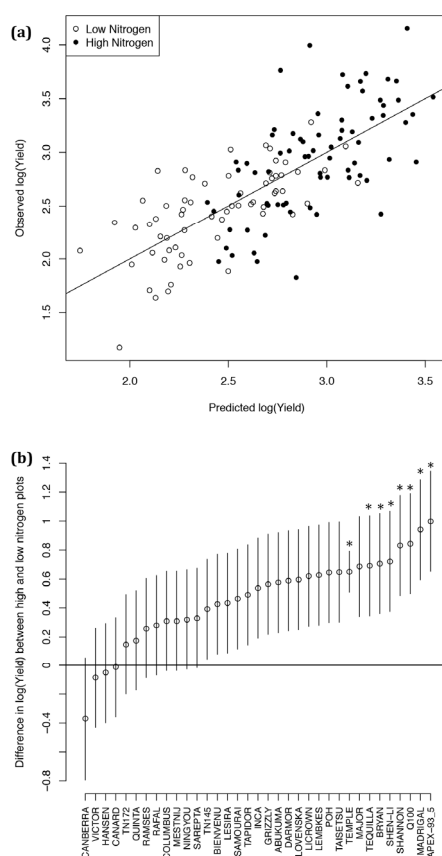 (a)
Low Nitrogen
High Nitrogen
Observed log(Yield)
4.0
3.5
3.0
2.5
2.0
1.5
2.0
2.5
3.0
3.5
Predicted log(Yield)
(b)
Difference in log(Yield) between high and low nitrogen plots
1.4
1.2
1
0.8
0.6
0.4
0.2
0
-0.4
-0.8
* * * * * * * *
CANBERRA
VICTOR
HANSEN
CANARD
TN172
QUINTA
RAMSES
RAFAL
COLUMBUS
MESTNIJ
NINGYOU
SAREPTA
TN145
BIENVENU
LESIRA
SAMOURAI
TAPIDOR
INCA
GRIZZLY
ABUKUMA
DARMOR
SLOVENSKA
LICROWN
LEMBKES
POH
TAISETSU
TEMPLE
MAJOR
TEQUILLA
BRYAN
SHEN-LI
SHANNON
Q100
MADRIGAL
APEX-93_5